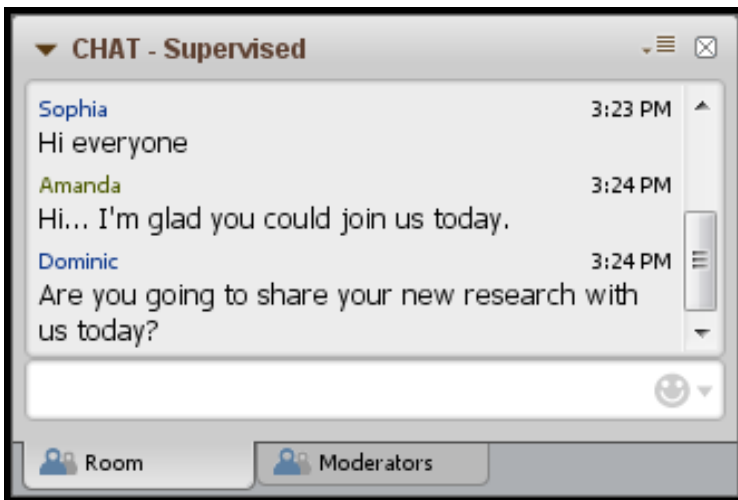 CHAT - Supervised
Sophia 3:23 PM
Hi everyone
Amanda 3:24 PM
Hi... I'm glad you could join us today.
Dominic 3:24 PM
Are you going to share your new research with
us today?
Room Moderators